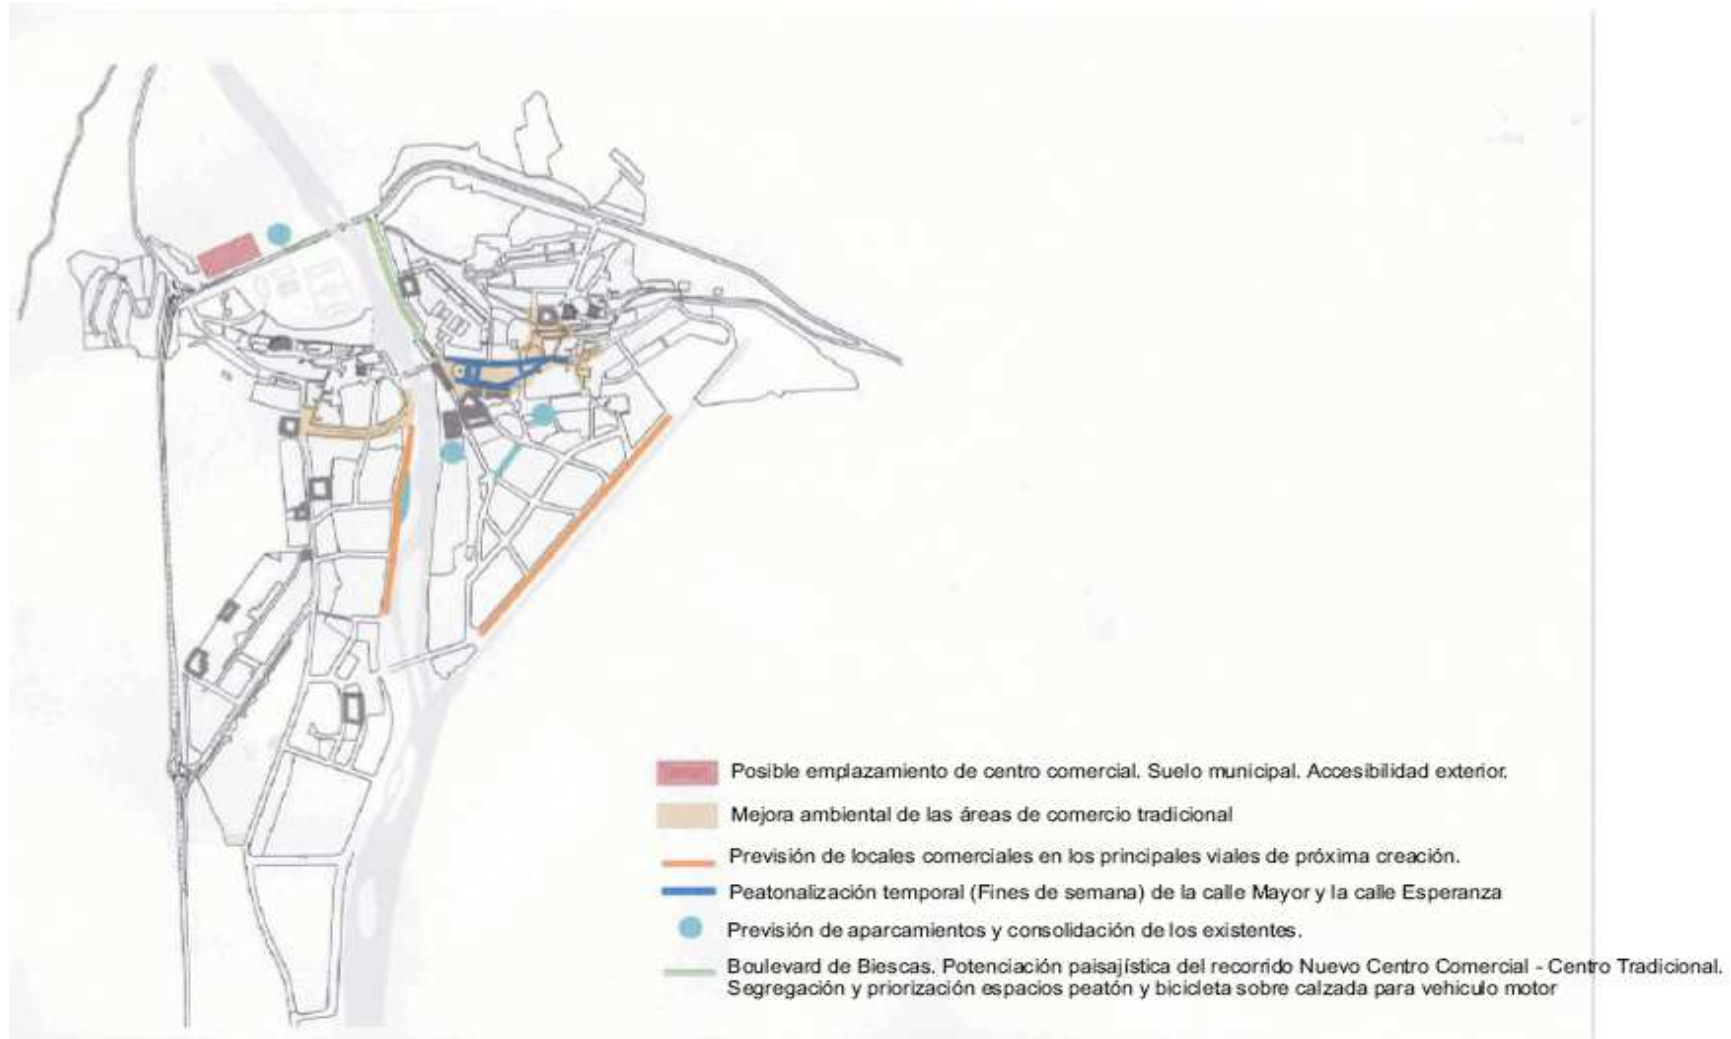 Posible emplazamiento de centro comercial. Suelo municipal. Accesibilidad exterior.
Mejora ambiental de las áreas de comercio tradicional
Previsión de locales comerciales en los principales viales de próxima creación.
Peatonalización temporal (Fines de semana) de la calle Mayor y la calle Esperanza
Previsión de aparcamientos y consolidación de los existentes.
Boulevard de Biescas. Potenciación paisajística del recorrido Nuevo Centro Comercial - Centro Tradicional.
Segregación y priorización espacios peatón y bicicleta sobre calzada para vehiculo motor